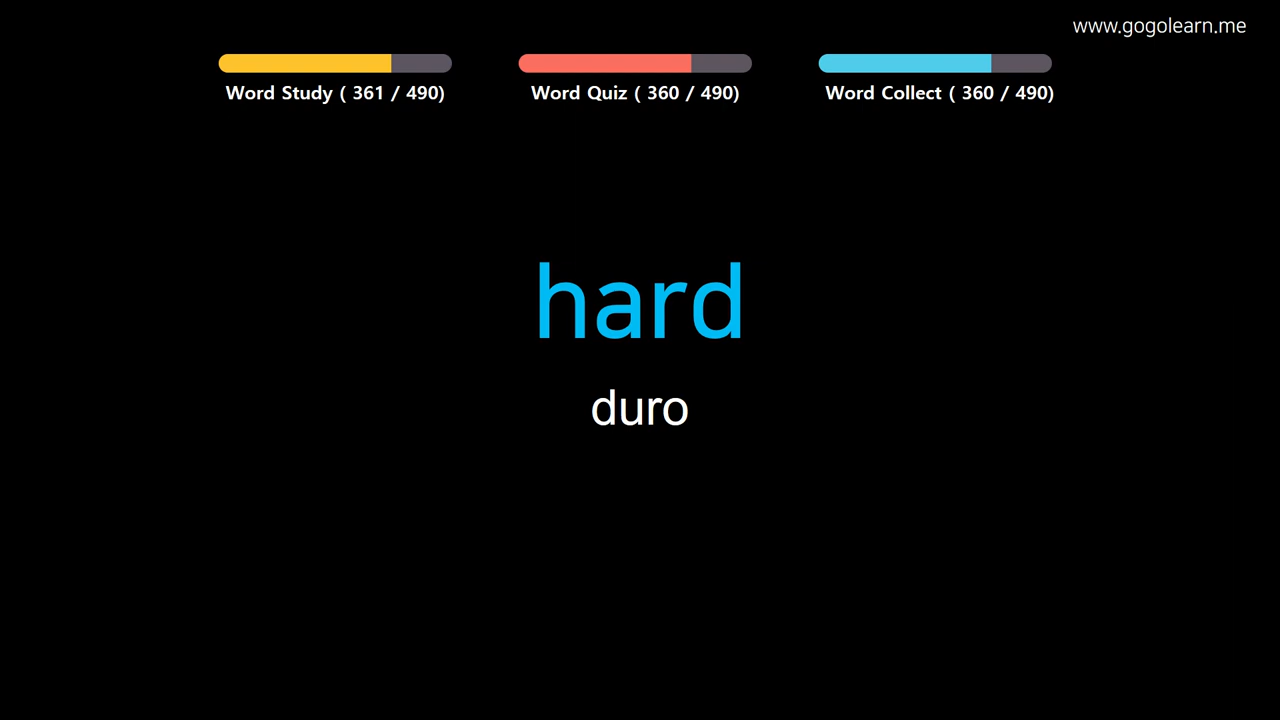 www.gogolearn.me
Word Study ( 361 / 490)
Word Quiz ( 360 / 490)
Word Collect ( 360 / 490)
hard
duro